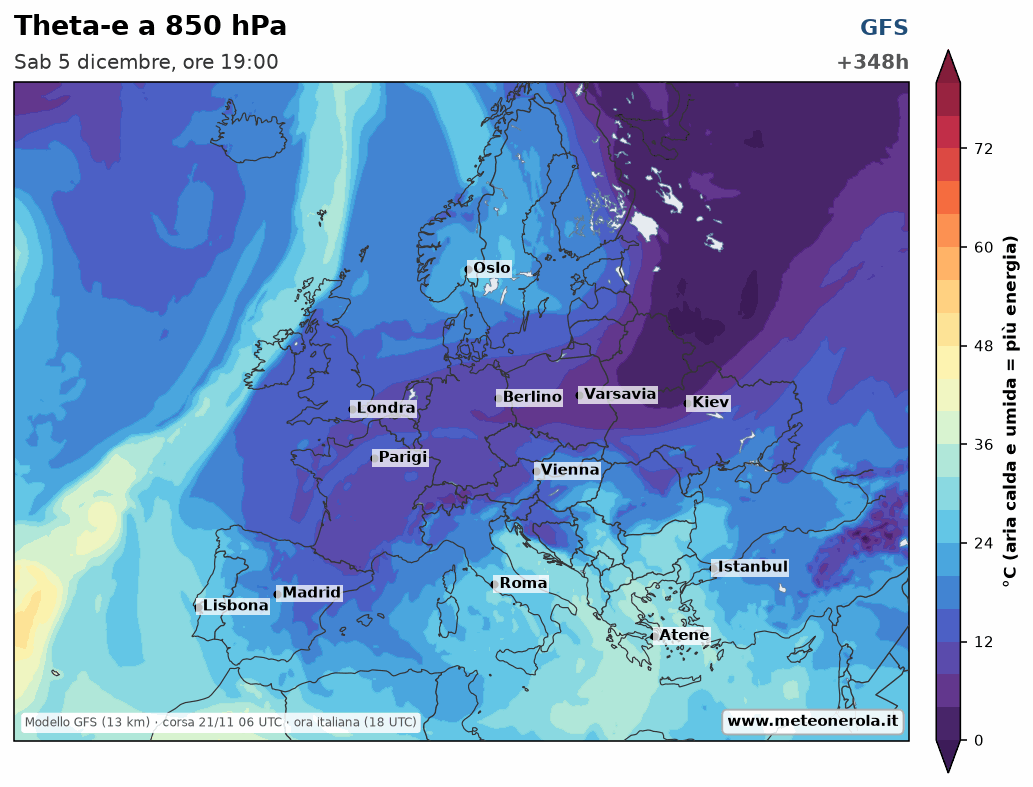 Theta-e a 850 hPa
GFS
Sab 5 dicembre, ore 19:00
+348h
Oslo
Londra
Berlino
Varsavia
Kiev
Parigi
Vienna
Istanbul
Roma
Madrid
Lisbona
Atene
Modello GFS (13 km) · corsa 21/11 06 UTC · ora italiana (18 UTC)
www.meteonerola.it
72
60
48
36
24
12
0
°C (aria calda e umida = più energia)